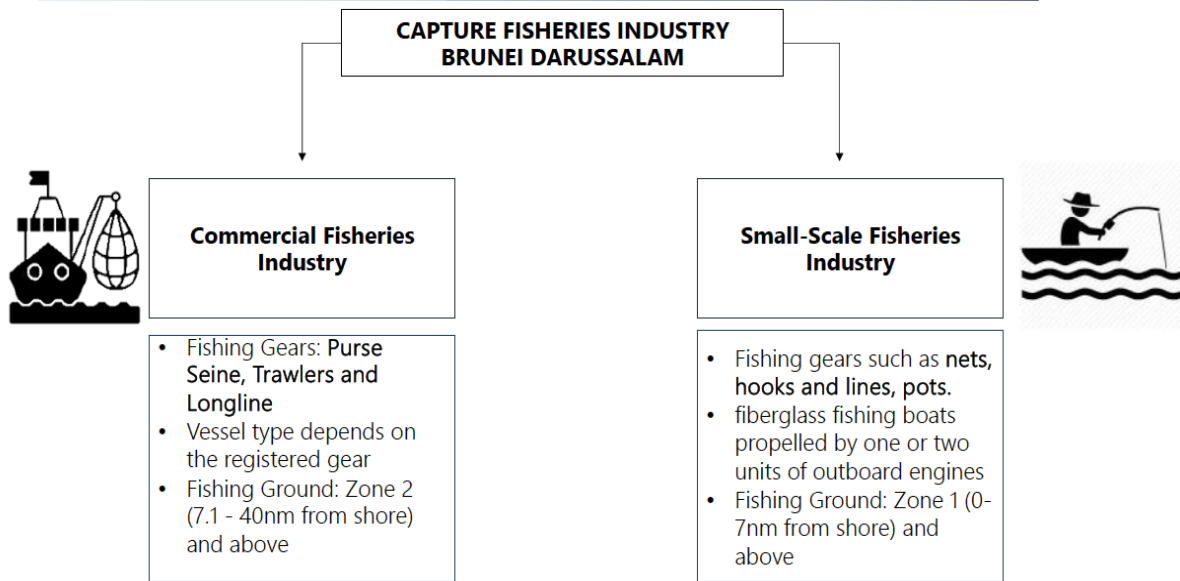 CAPTURE FISHERIES INDUSTRY
BRUNEI DARUSSALAM
Commercial Fisheries
Industry
• Fishing Gears: Purse
Seine, Trawlers and
Longline
• Vessel type depends on
the registered gear
• Fishing Ground: Zone 2
(7.1 - 40nm from shore)
and above
Small-Scale Fisheries
Industry
• Fishing gears such as nets,
hooks and lines, pots.
• fiberglass fishing boats
propelled by one or two
units of outboard engines
• Fishing Ground: Zone 1 (0-
7nm from shore) and
above